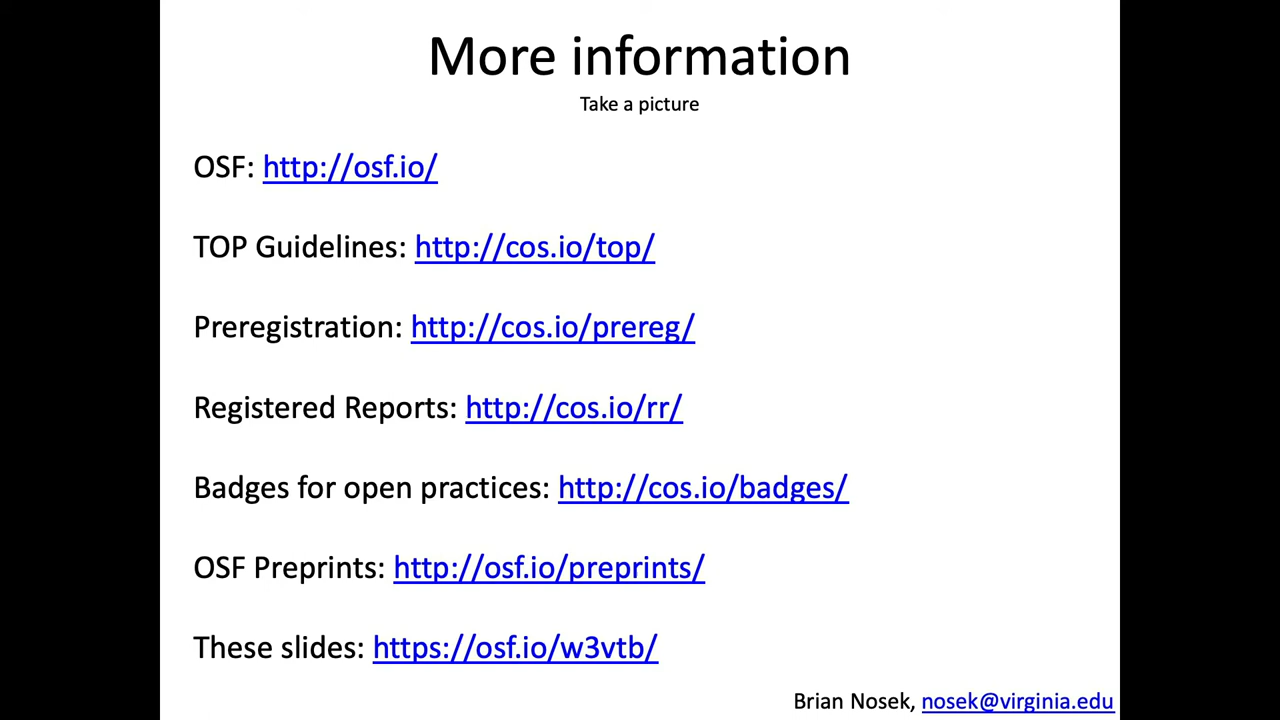 More information
Take a picture
OSF: http://osf.io/
TOP Guidelines: http://cos.io/top/
Preregistration: http://cos.io/prereg/
Registered Reports: http://cos.io/rr/
Badges for open practices: http://cos.io/badges/
OSF Preprints: http://osf.io/preprints/
These slides: https://osf.io/w3vtb/
Brian Nosek, nosek@virginia.edu